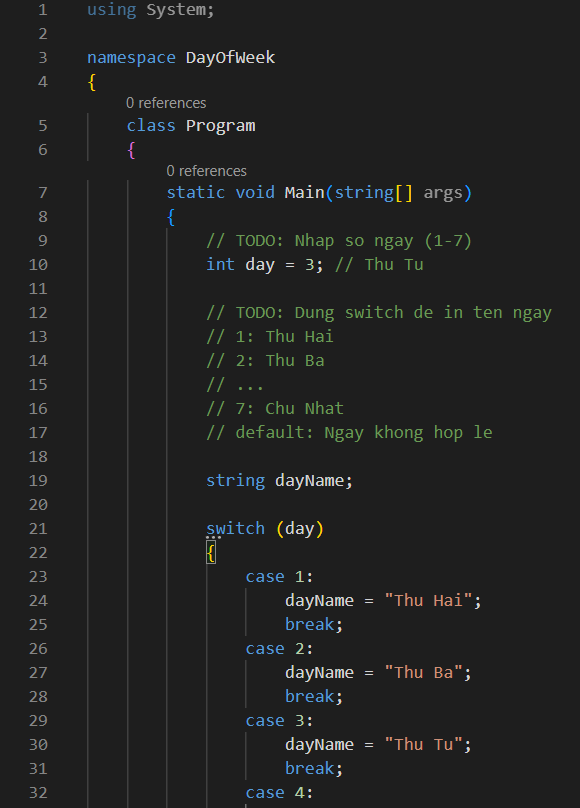 1 using System;
2
3 namespace DayOfWeek
4 {
0 references
5 class Program
6 {
0 references
7 static void Main(string[] args)
8 {
9 // TODO: Nhap so ngay (1-7)
10 int day = 3; // Thu Tu
11
12 // TODO: Dung switch de in ten ngay
13 // 1: Thu Hai
14 // 2: Thu Ba
15 // ...
16 // 7: Chu Nhat
17 // default: Ngay khong hop le
18
19 string dayName;
20
21 switch (day)
22 {
23 case 1:
24 dayName = "Thu Hai";
25 break;
26 case 2:
27 dayName = "Thu Ba";
28 break;
29 case 3:
30 dayName = "Thu Tu";
31 break;
32 case 4: